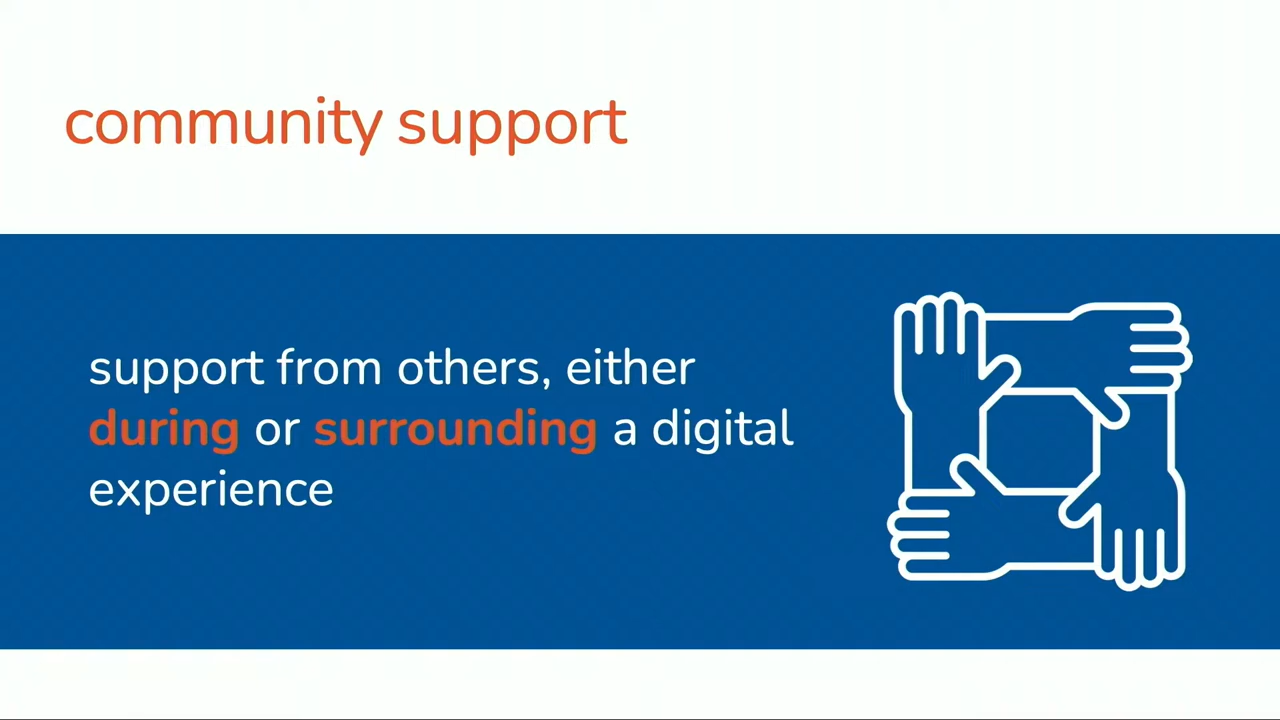 community support
support from others, either
during or surrounding a digital
experience